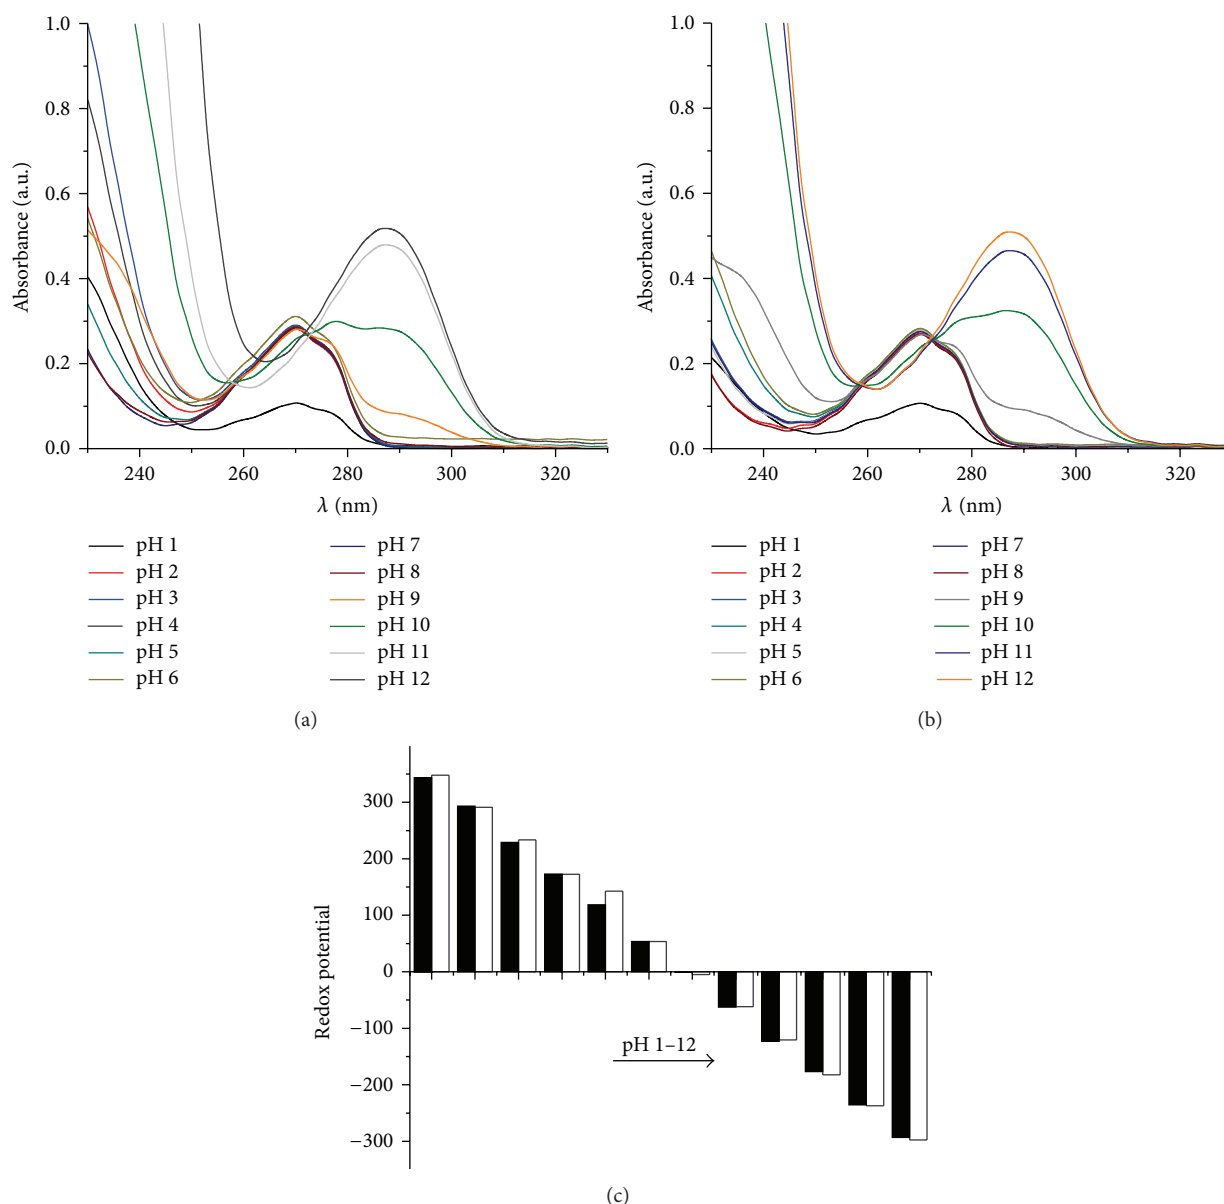 1.0
0.8
0.6
0.4
0.2
0.0
Absorbance (a.u.)
240 260 280 300 320
λ (nm)
pH 1
pH 2
pH 3
pH 4
pH 5
pH 6
pH 7
pH 8
pH 9
pH 10
pH 11
pH 12
(a)
1.0
0.8
0.6
0.4
0.2
0.0
Absorbance (a.u.)
240 260 280 300 320
λ (nm)
pH 1
pH 2
pH 3
pH 4
pH 5
pH 6
pH 7
pH 8
pH 9
pH 10
pH 11
pH 12
(b)
300
200
100
0
−100
−200
−300
Redox potential
pH 1–12
(c)